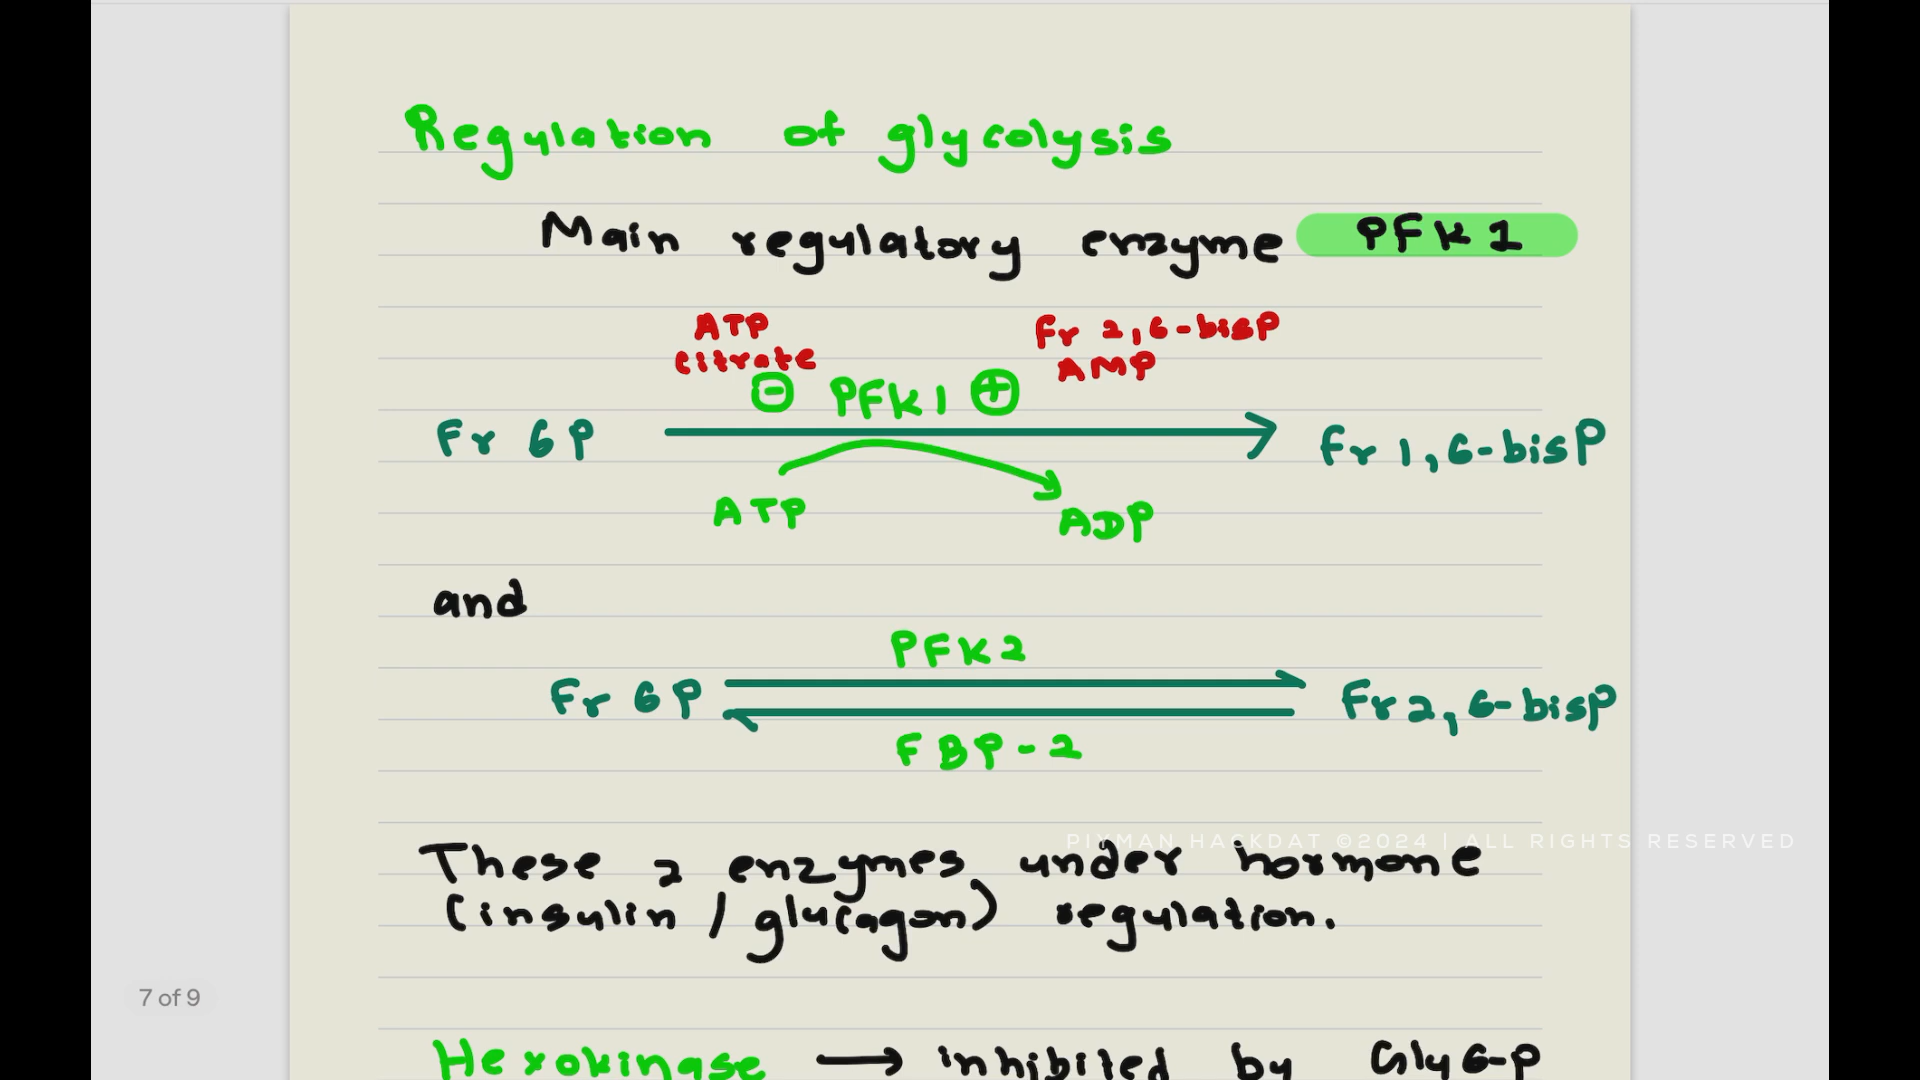 Regulation of glycolysis
Main regulatory enzyme PFK1
ATP
citrate
Fr 2,6-bisP
AMP
⊖ PFK1 ⊕
Fr 6P
Fr 1,6-bisP
ATP
ADP
and
PFK2
Fr 6P
Fr 2,6-bisP
FBP-2
PIYMAN HACKDAT ©2024 | ALL RIGHTS RESERVED
These 2 enzymes under hormone
(insulin / glucagon) regulation.
7 of 9
Hexokinase → inhibited by Gly6-P